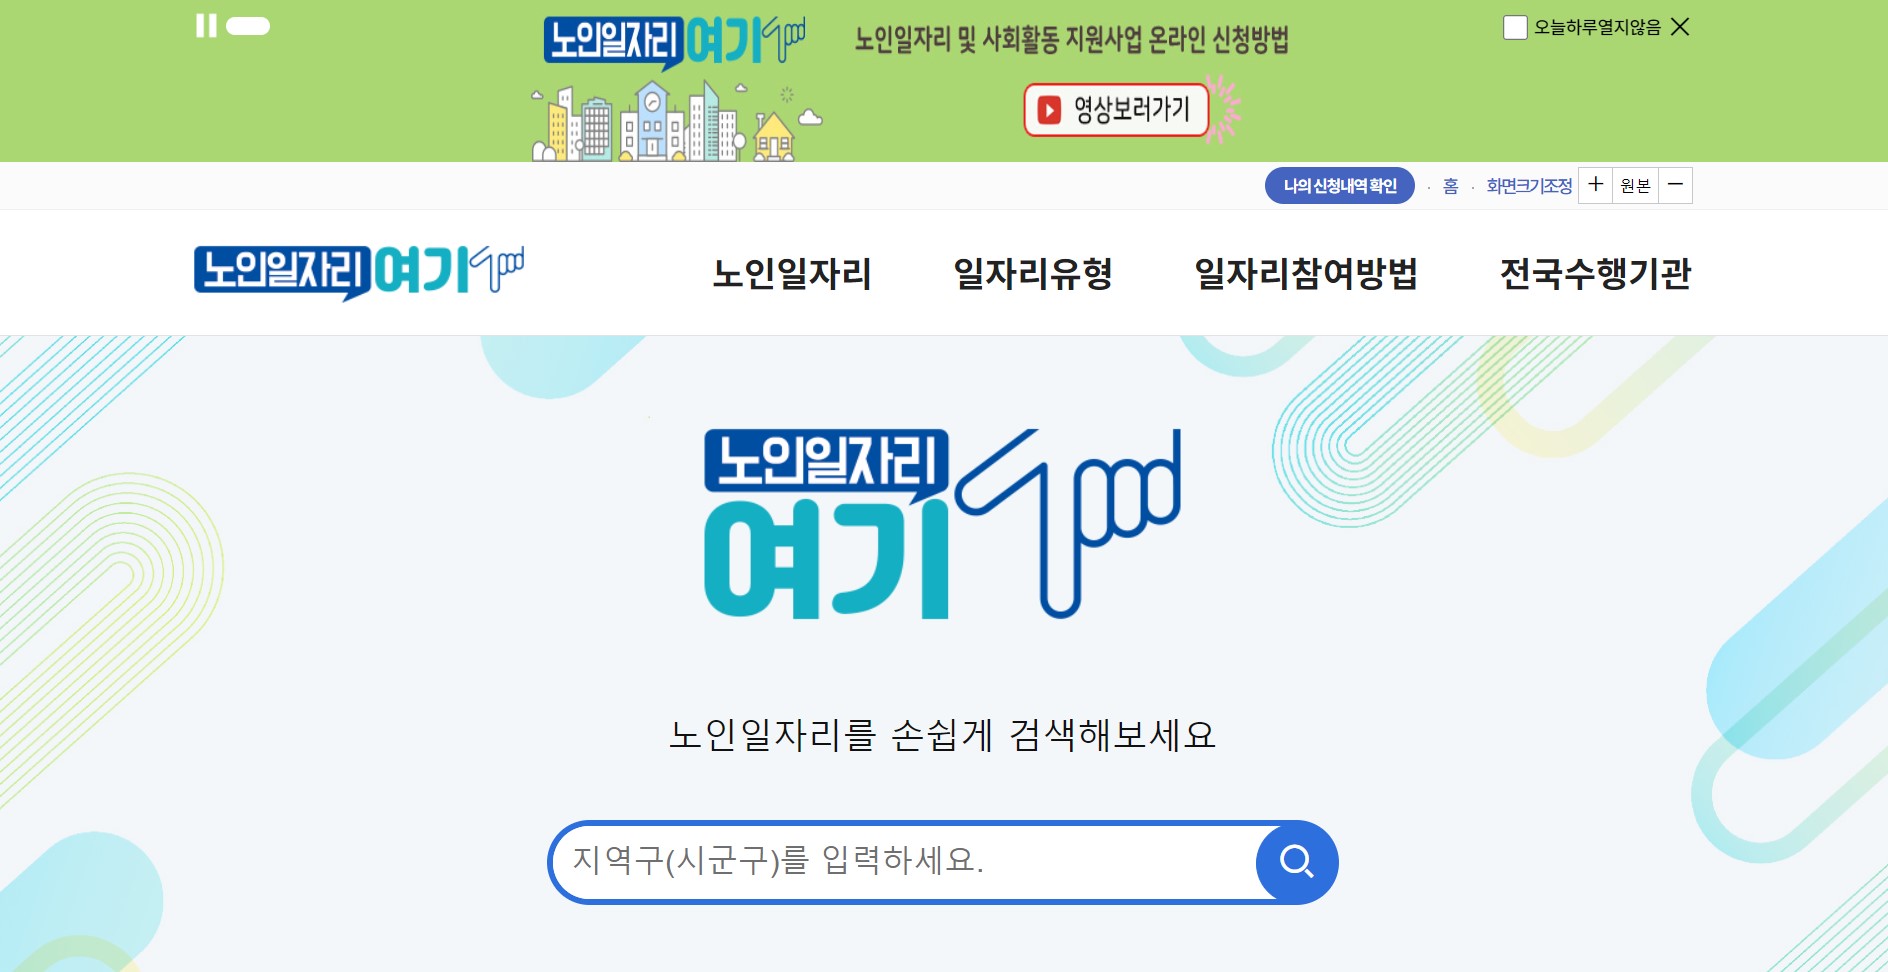 노인일자리 여기
노인일자리 및 사회활동 지원사업 온라인 신청방법
영상보러가기
오늘하루열지않음
나의 신청내역 확인 · 홈 · 화면크기조정 + 원본 −
노인일자리 여기
노인일자리 일자리유형 일자리참여방법 전국수행기관
노인일자리
여기
노인일자리를 손쉽게 검색해보세요
지역구(시군구)를 입력하세요.